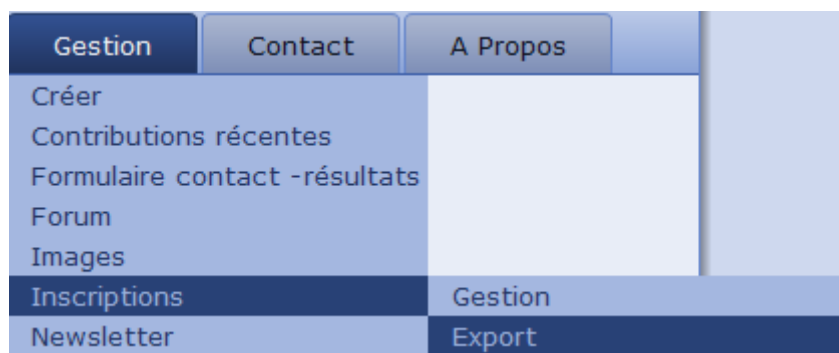 Gestion Contact A Propos
Créer
Contributions récentes
Formulaire contact -résultats
Forum
Images
Inscriptions Gestion
Newsletter Export